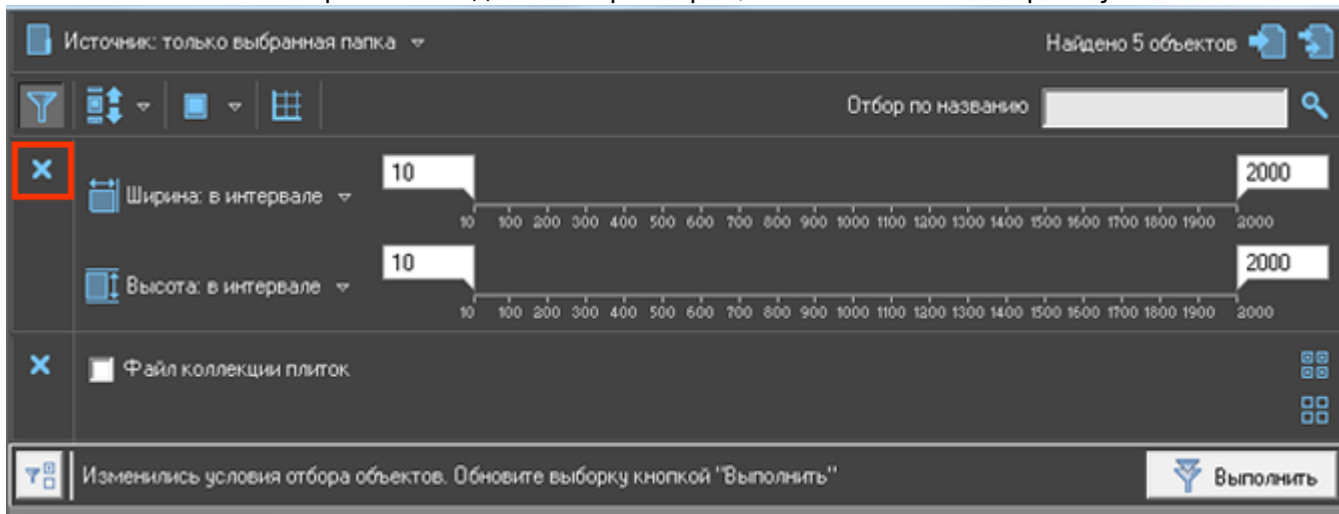 Источник: только выбранная папка Найдено 5 объектов
Отбор по названию
10 2000
Ширина: в интервале
10 100 200 300 400 500 600 700 800 900 1000 1100 1200 1300 1400 1500 1600 1700 1800 1900 2000
10 2000
Высота: в интервале
10 100 200 300 400 500 600 700 800 900 1000 1100 1200 1300 1400 1500 1600 1700 1800 1900 2000
Файл коллекции плиток
Изменились условия отбора объектов. Обновите выборку кнопкой "Выполнить" Выполнить